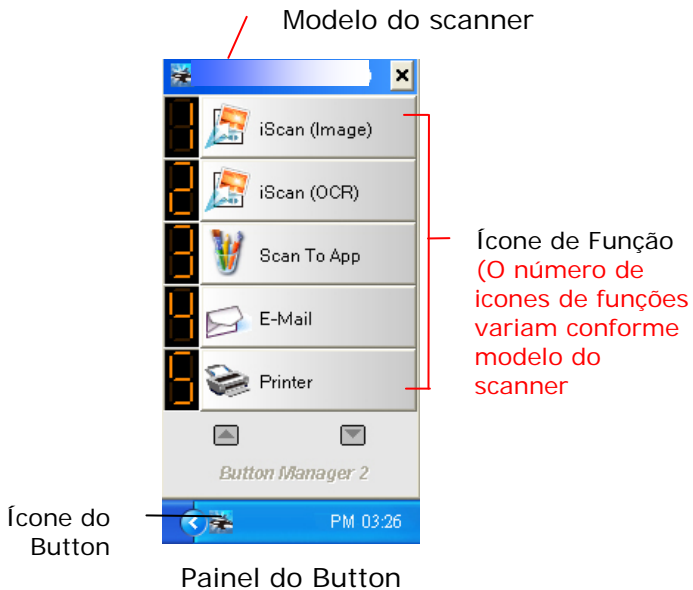 Modelo do scanner
1 iScan (Image)
2 iScan (OCR)
3 Scan To App
4 E-Mail
5 Printer
Ícone de Função
(O número de
icones de funções
variam conforme
modelo do
scanner
Button Manager 2
Ícone do
Button
PM 03:26
Painel do Button